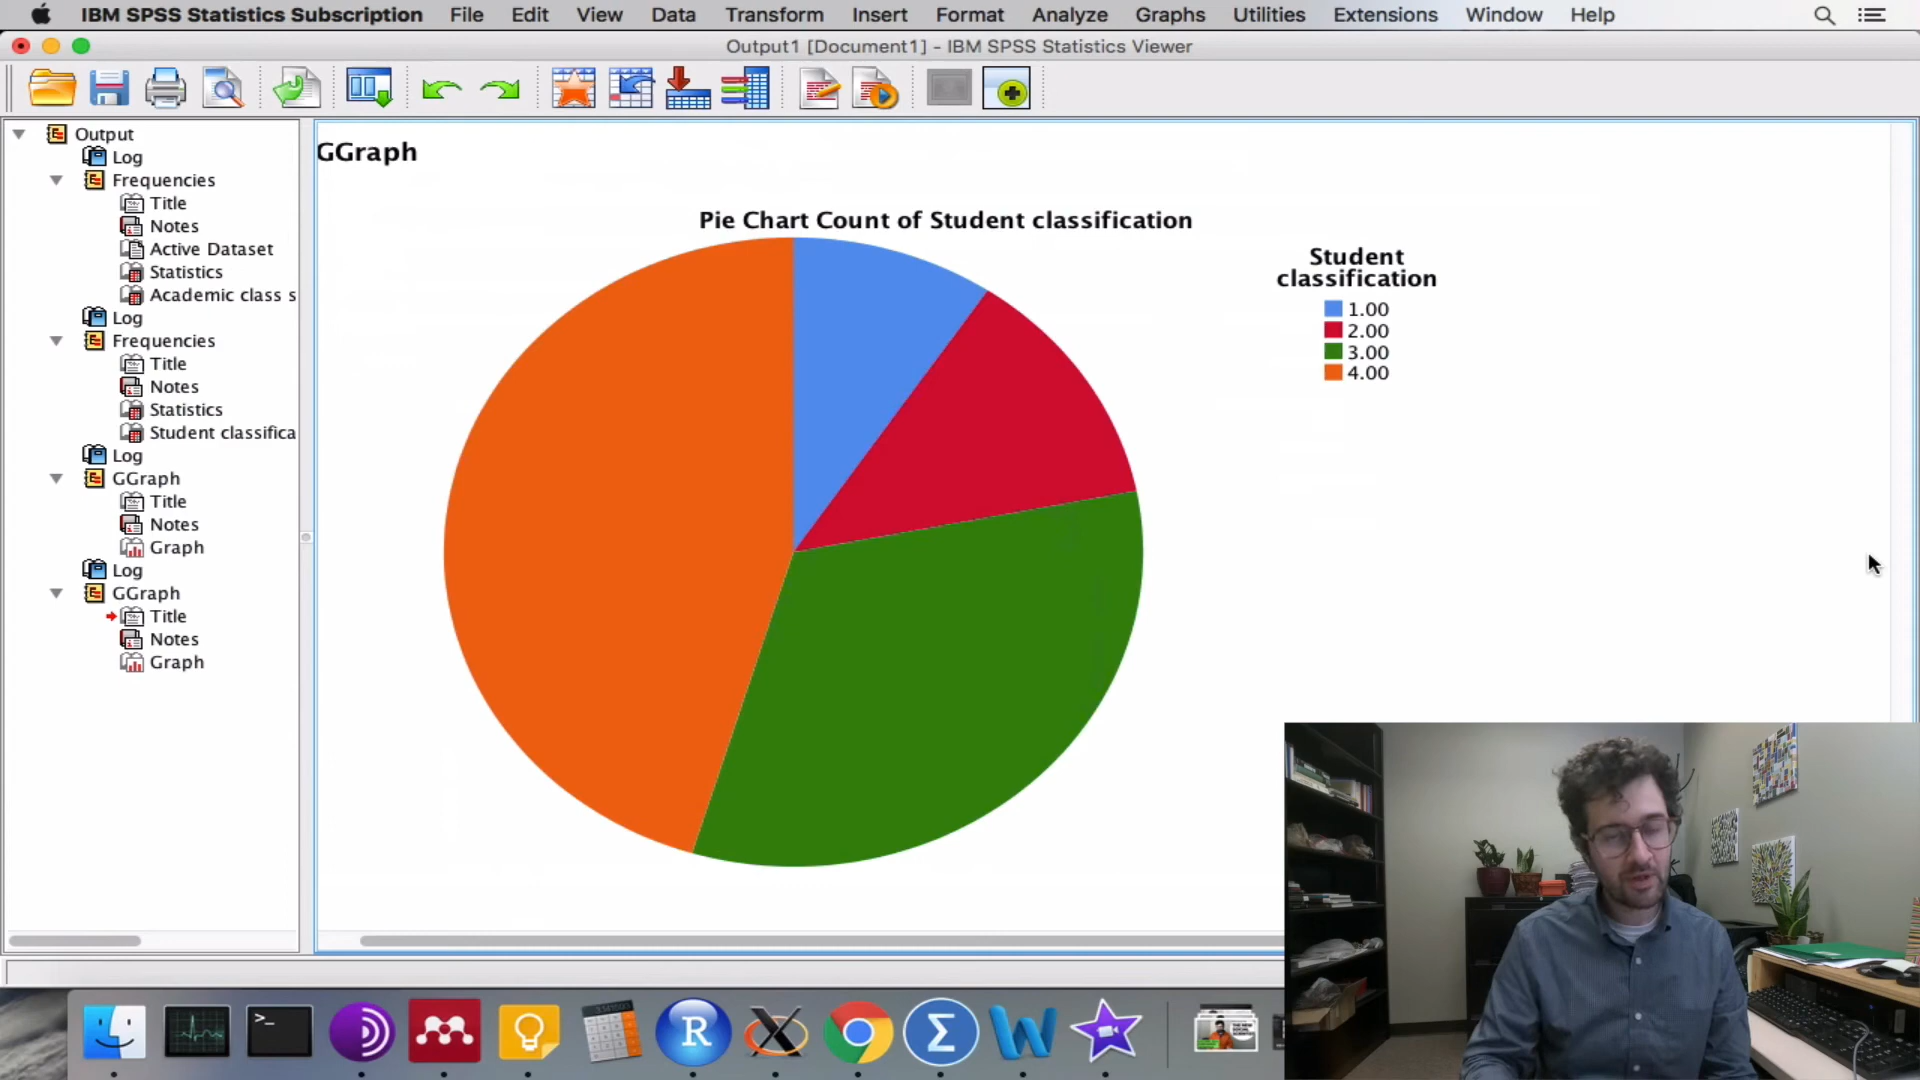 IBM SPSS Statistics Subscription File Edit View Data Transform Insert Format Analyze Graphs Utilities Extensions Window Help
Output1 [Document1] - IBM SPSS Statistics Viewer
Output
Log
Frequencies
Title
Notes
Active Dataset
Statistics
Academic class s
Log
Frequencies
Title
Notes
Statistics
Student classifica
Log
GGraph
Title
Notes
Graph
Log
GGraph
Title
Notes
Graph
GGraph
Pie Chart Count of Student classification
Student
classification
1.00
2.00
3.00
4.00
>_
R
X
Σ
W